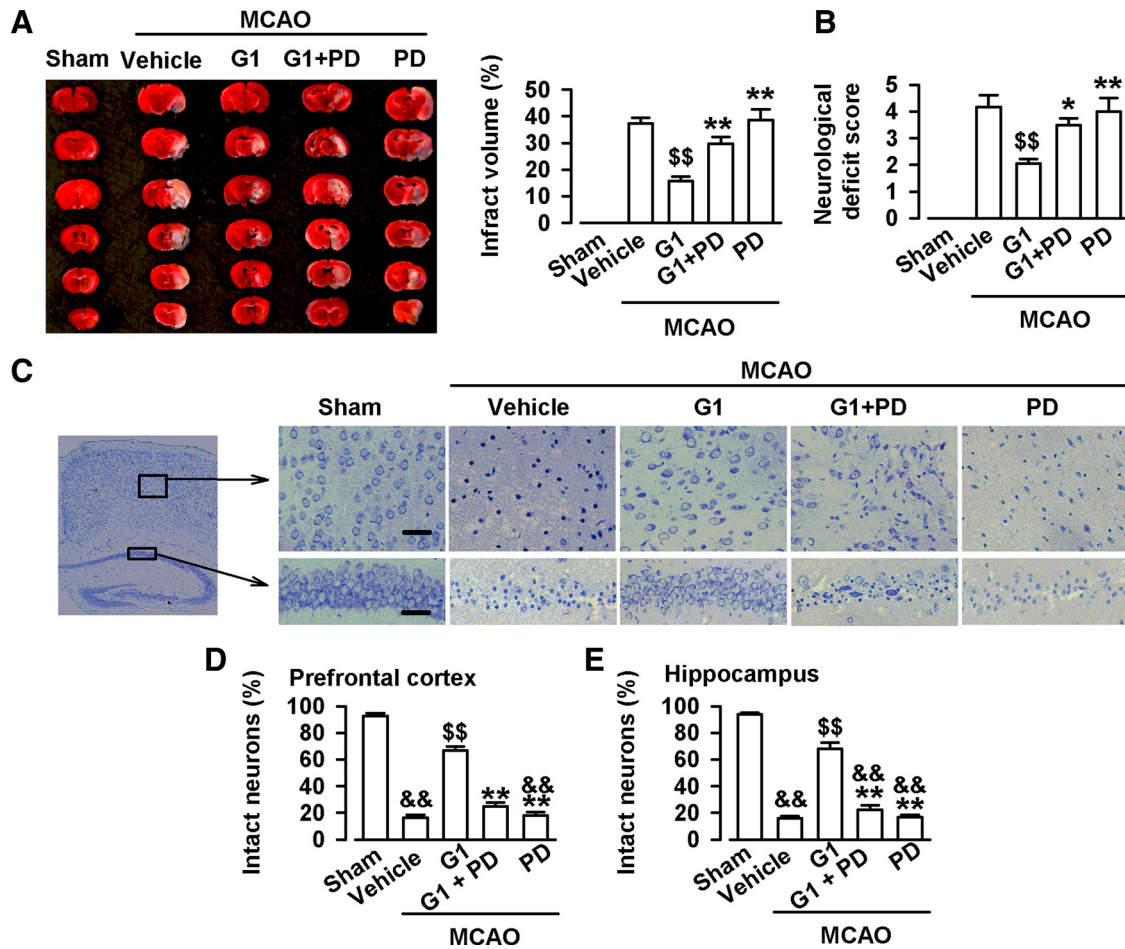 A
MCAO
Sham Vehicle G1 G1+PD PD
Infract volume (%)
50
40
30
20
10
0
$$
**
**
Sham
Vehicle
G1
G1+PD
PD
MCAO
B
Neurological
deficit score
5
4
3
2
1
0
$$
*
**
Sham
Vehicle
G1
G1+PD
PD
MCAO
C
MCAO
Sham Vehicle G1 G1+PD PD
D
Prefrontal cortex
Intact neurons (%)
100
80
60
40
20
0
&&
$$
**
&&
**
Sham
Vehicle
G1
G1 + PD
PD
MCAO
E
Hippocampus
Intact neurons (%)
100
80
60
40
20
0
&&
$$
&&
**
&&
**
Sham
Vehicle
G1
G1 + PD
PD
MCAO